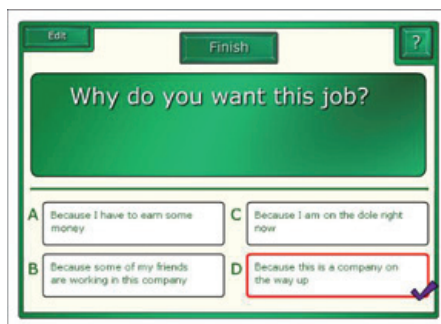 Edit
Finish
?
Why do you want this job?
A
Because I have to earn some
money
C
Because I am on the dole right
now
B
Because some of my friends
are working in this company
D
Because this is a company on
the way up